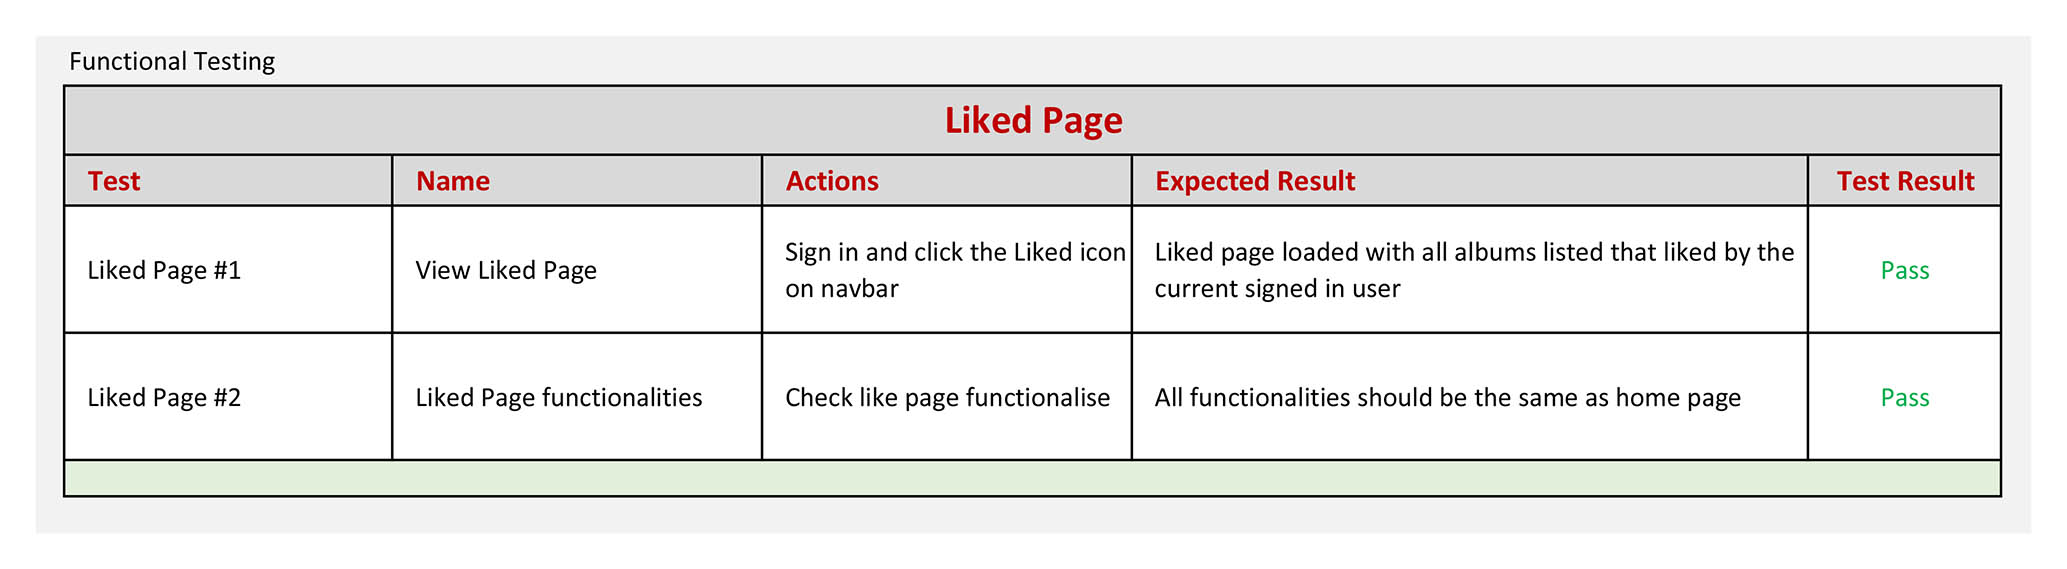 Functional Testing
Liked Page
Test
Name
Actions
Expected Result
Test Result
Liked Page #1
View Liked Page
Sign in and click the Liked icon
on navbar
Liked page loaded with all albums listed that liked by the
current signed in user
Pass
Liked Page #2
Liked Page functionalities
Check like page functionalise
All functionalities should be the same as home page
Pass